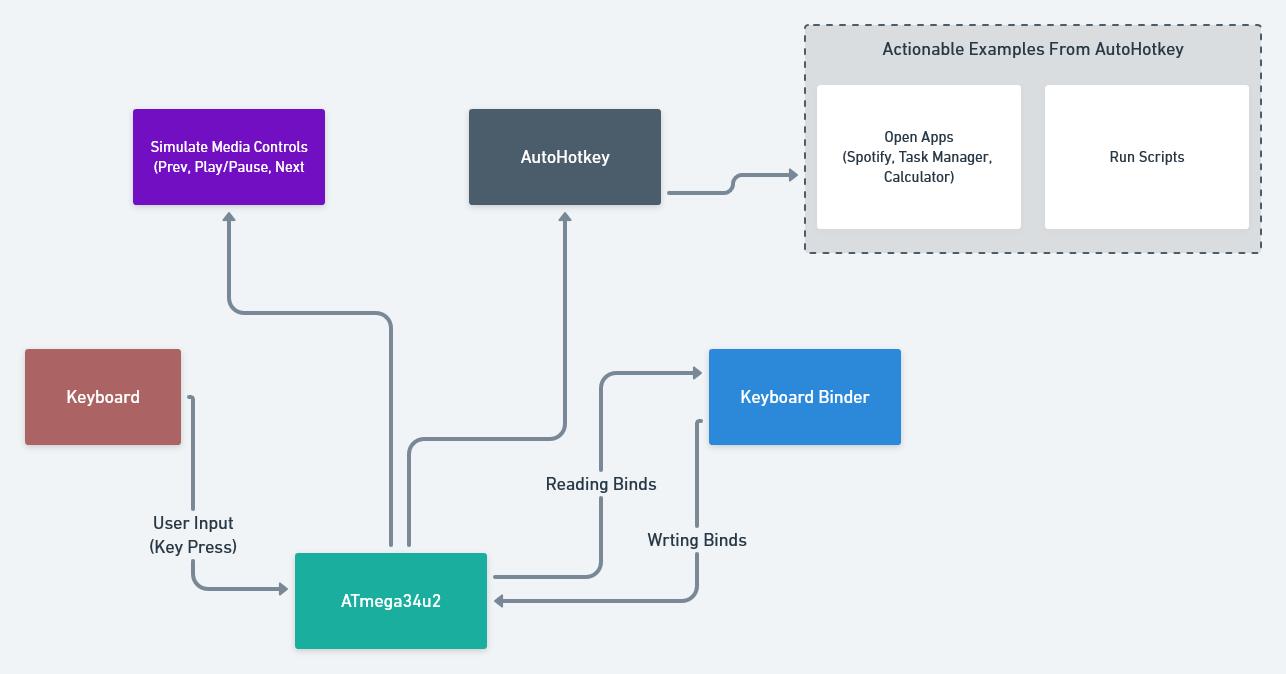 Actionable Examples From AutoHotkey
Simulate Media Controls
(Prev, Play/Pause, Next
AutoHotkey
Open Apps
(Spotify, Task Manager,
Calculator)
Run Scripts
Keyboard
Keyboard Binder
Reading Binds
User Input
(Key Press)
Wrting Binds
ATmega34u2